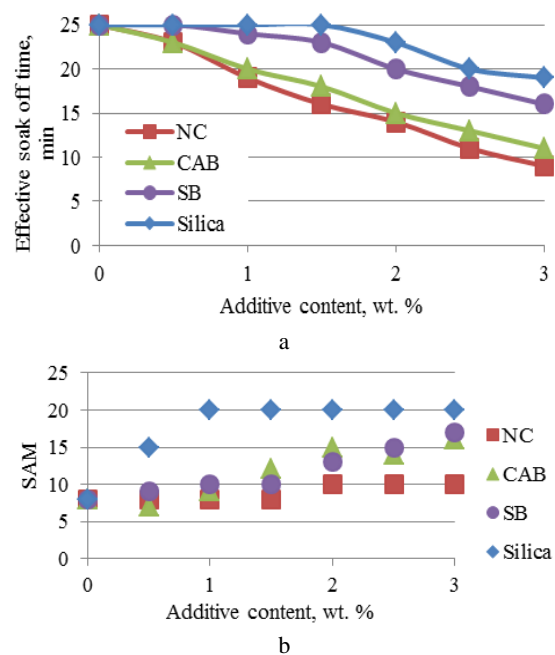 25
20
15
10
5
0
Effective soak off time,
min
NC
CAB
SB
Silica
0 1 2 3
Additive content, wt. %
a
25
20
15
10
5
0
SAM
NC
CAB
SB
Silica
0 1 2 3
Additive content, wt. %
b